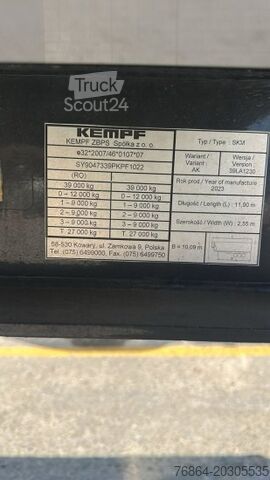 Truck
Scout24
KEMPF
KEMPF ZBPS Spółka z o. o.
e32*2007/46*0107*07
SY9047339PKPF1022
(RO)
39 000 kg 39 000 kg
0 – 12 000 kg 0 – 12 000 kg
1 – 9 000 kg 1 – 9 000 kg
2 – 9 000 kg 2 – 9 000 kg
3 – 9 000 kg 3 – 9 000 kg
T. 27 000 kg T. 27 000 kg
58-530 Kowary, ul. Zamkowa 9, Polska
Tel. (075) 6499000, Fax. (075) 6499750
Typ / Type : SKM
Wariant / Variant : AK
Wersja / Version : 39LA1230
Rok prod / Year of manufacture
2023
Długość / Length (L) : 11,90 m
Szerokość / Width (W) : 2,55 m
B = 10,09 m
76864-20305535